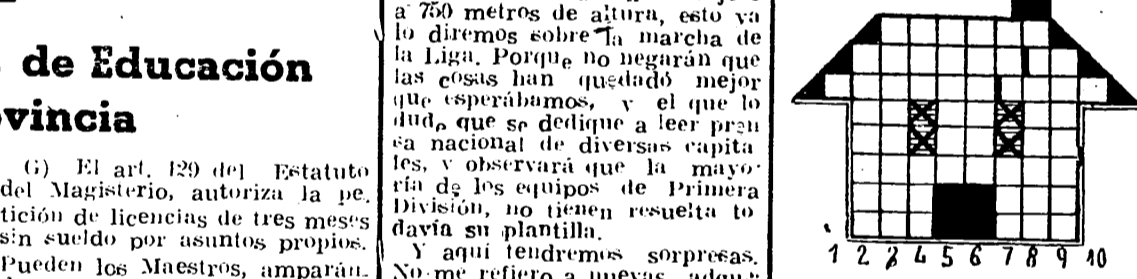 de Educación
vincia
G) El art. 129 del Estatuto
del Magisterio, autoriza la pe.
tición de licencias de tres meses
sin sueldo por asuntos propios.
Pueden los Maestros, amparán-
a 750 metros de altura, esto ya
lo diremos sobre la marcha de
la Liga. Porque no negarán que
las cosas han quedado mejor
que esperábamos, y el que lo
dude que se dedique a leer pren
sa nacional de diversas capita
les, y observará que la mayo-
ría de los equipos de Primera
División, no tienen resuelta to
davía su plantilla.
Y aquí tendremos sorpresas.
No me refiero a nuevas
1 2 3 4 5 6 7 8 9 10